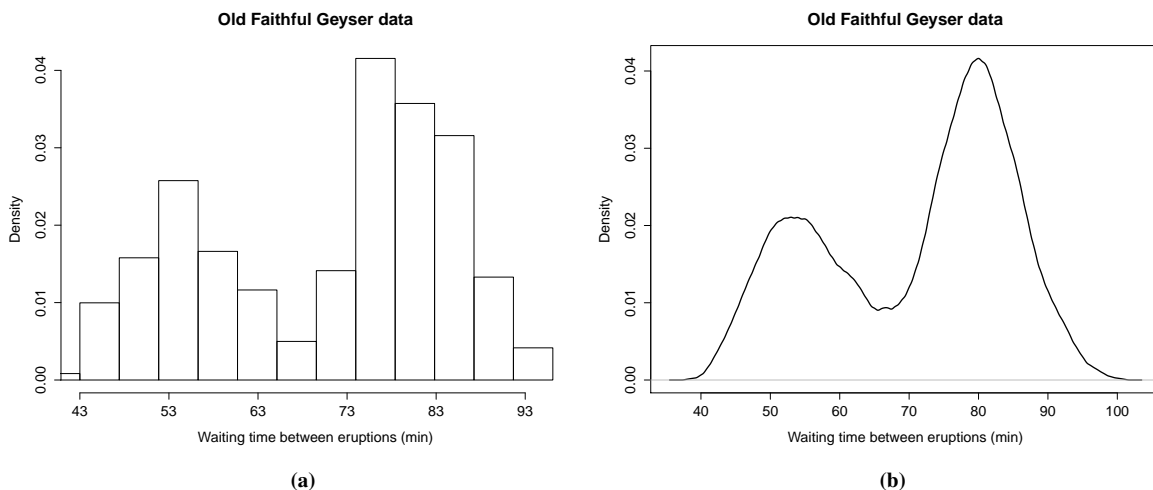 Old Faithful Geyser data
Density
0.00 0.01 0.02 0.03 0.04
43 53 63 73 83 93
Waiting time between eruptions (min)
(a)
Old Faithful Geyser data
Density
0.00 0.01 0.02 0.03 0.04
40 50 60 70 80 90 100
Waiting time between eruptions (min)
(b)